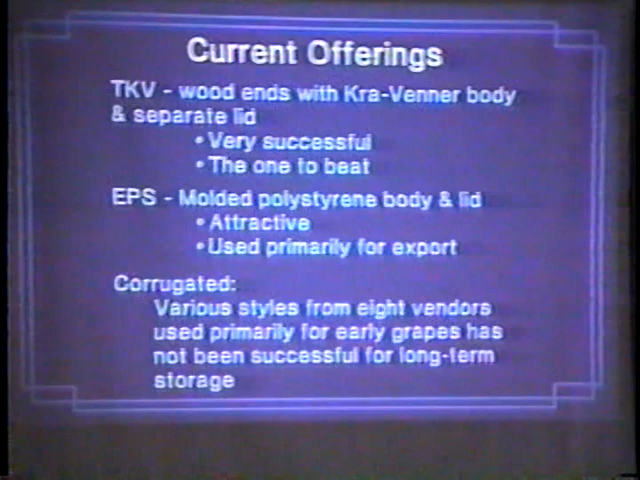 Current Offerings
TKV - wood ends with Kra-Venner body
& separate lid
• Very successful
• The one to beat
EPS - Molded polystyrene body & lid
• Attractive
• Used primarily for export
Corrugated:
Various styles from eight vendors
used primarily for early grapes has
not been successful for long-term
storage